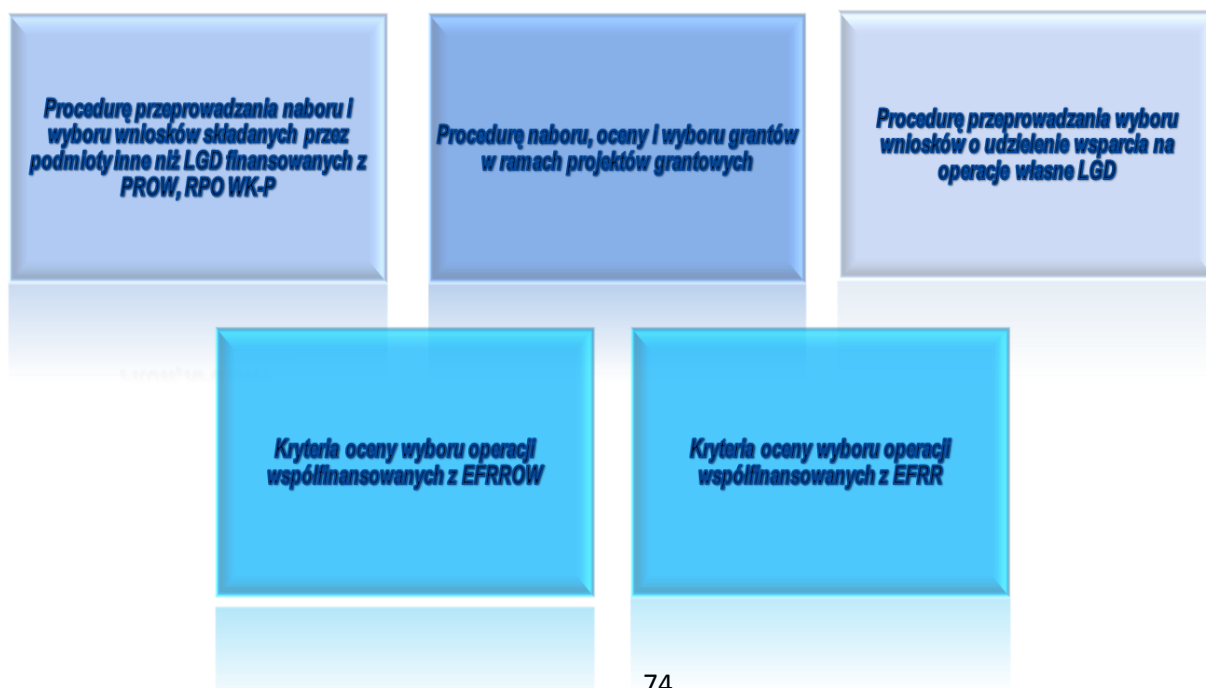 Procedurę przeprowadzania naboru i
wyboru wniosków składanych przez
podmioty inne niż LGD finansowanych z
PROW, RPO WK-P
Procedurę naboru, oceny i wyboru grantów
w ramach projektów grantowych
Procedurę przeprowadzania wyboru
wniosków o udzielenie wsparcia na
operacje własne LGD
Kryteria oceny wyboru operacji
współfinansowanych z EFRROW
Kryteria oceny wyboru operacji
współfinansowanych z EFRR
74